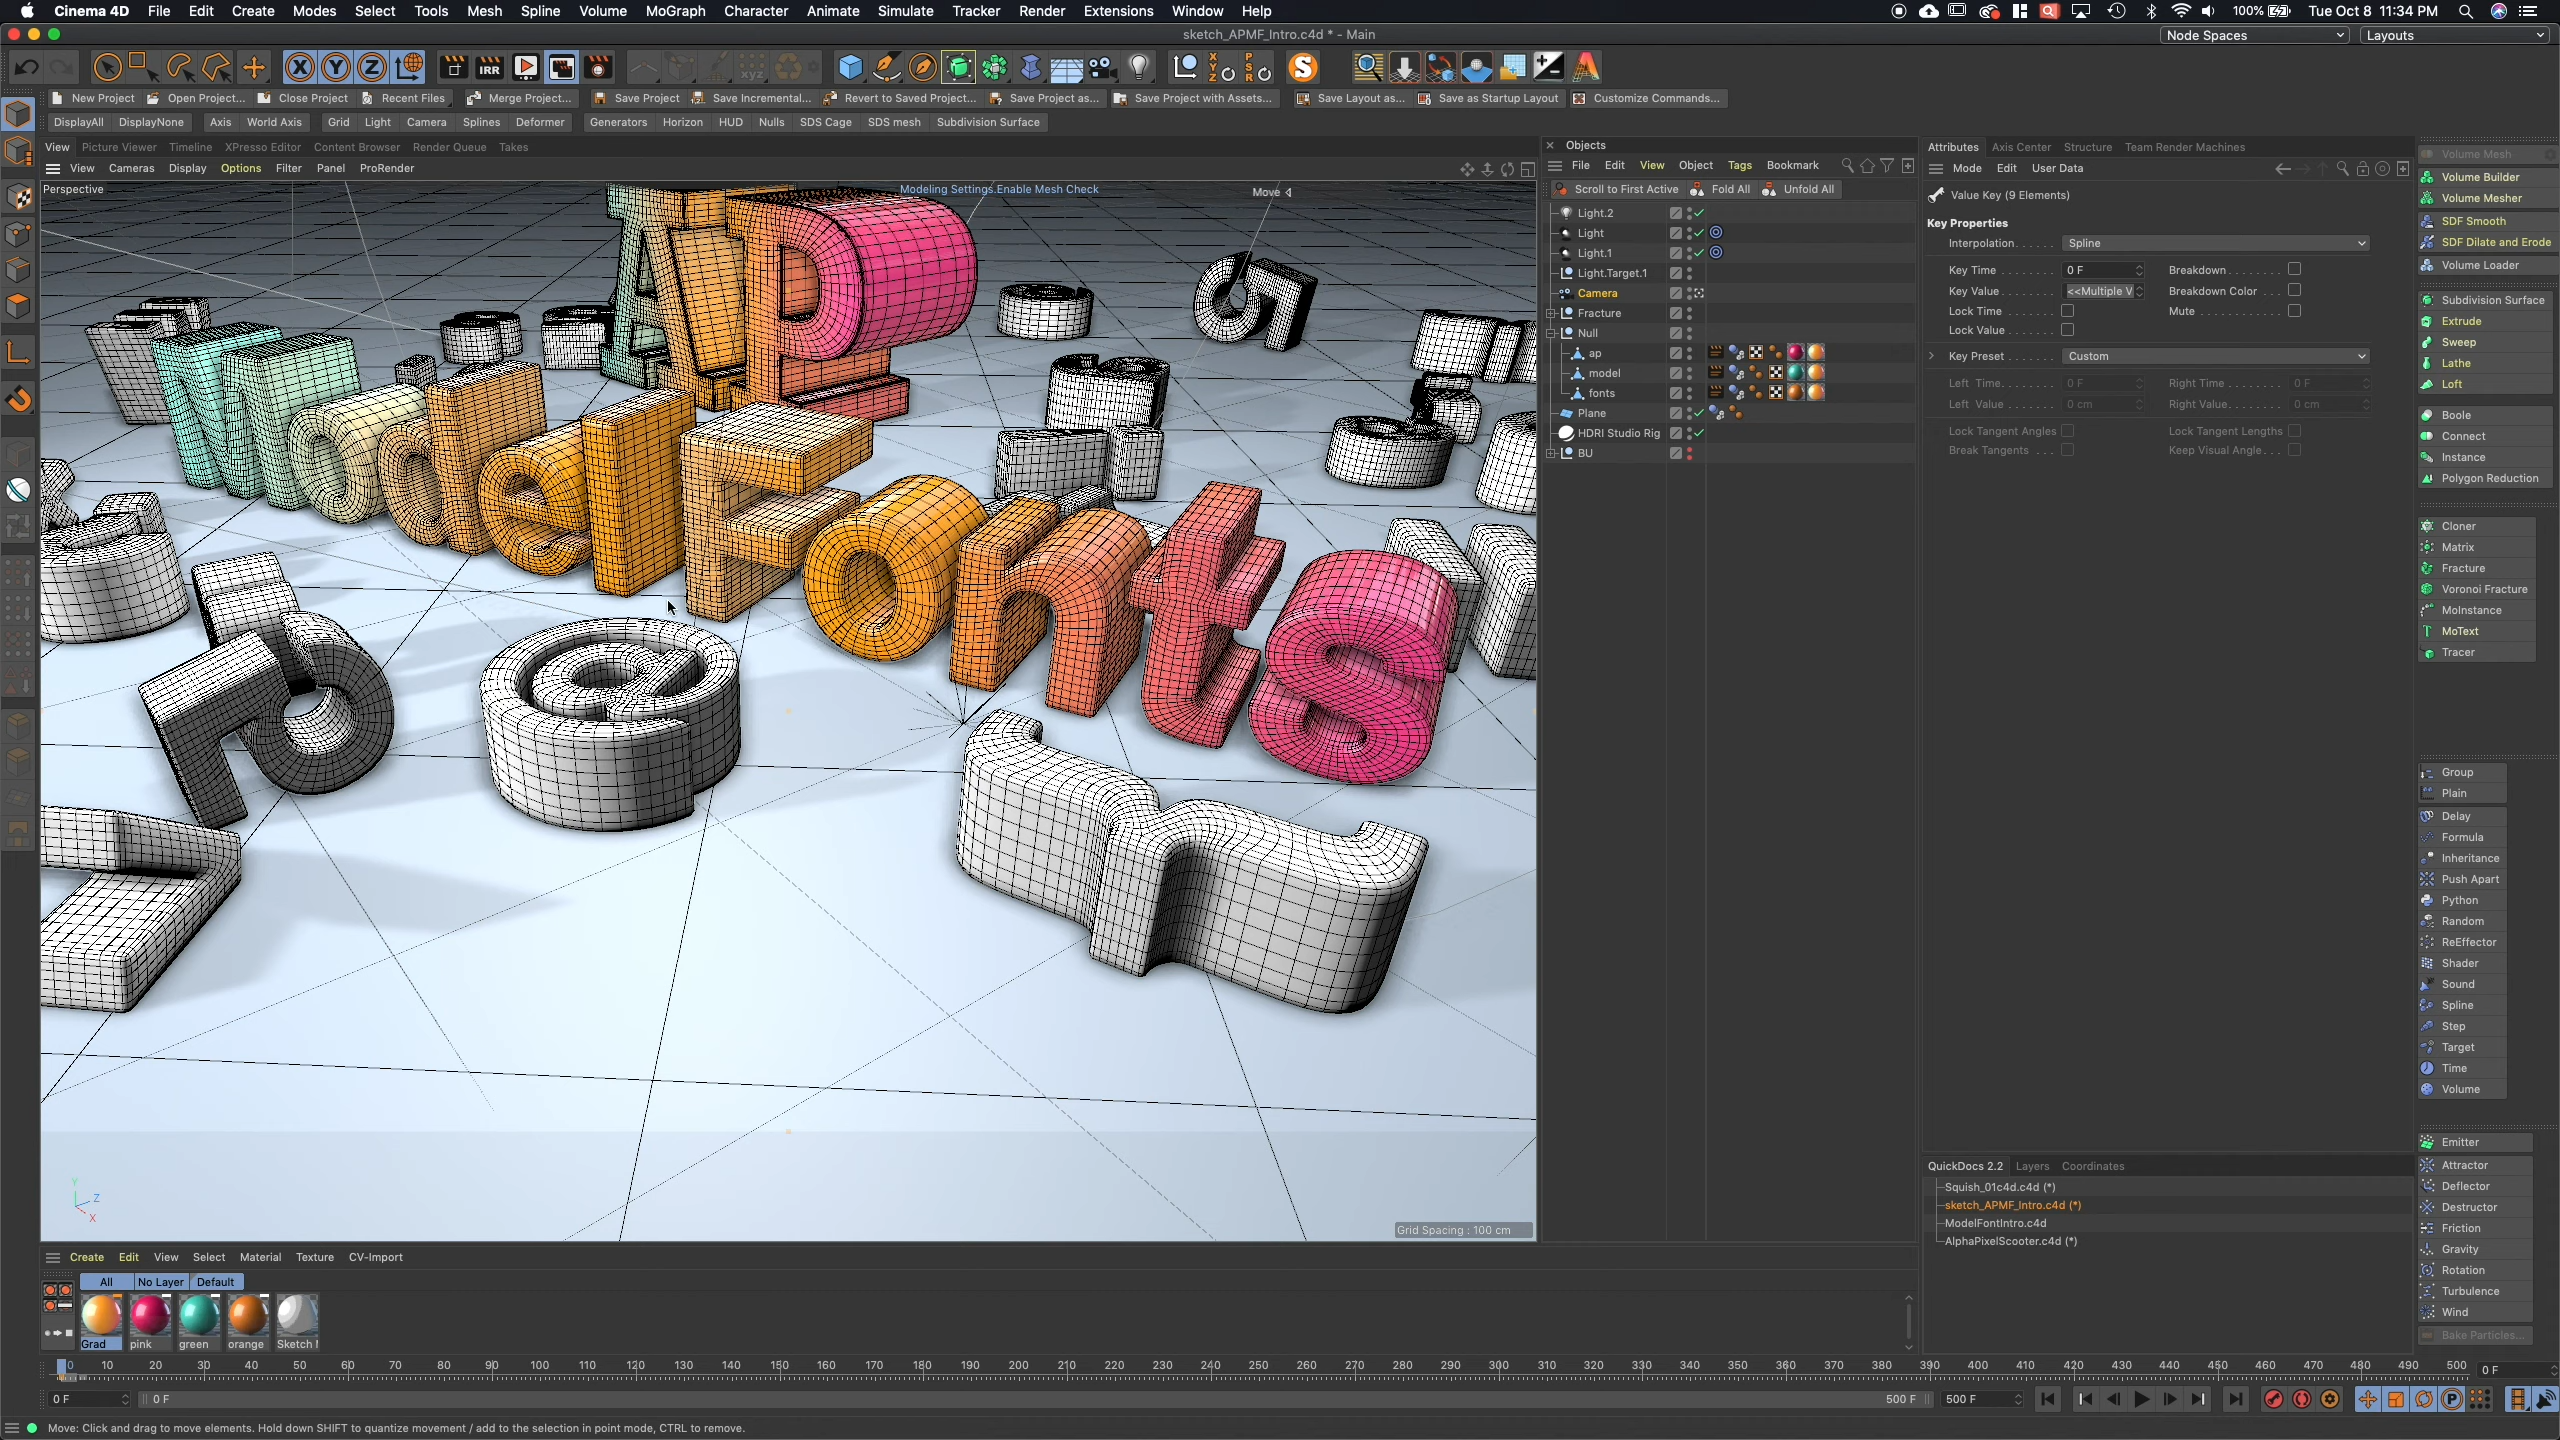 Cinema 4D File Edit Create Modes Select Tools Mesh Spline Volume MoGraph Character Animate Simulate Tracker Render Extensions Window Help 100% Tue Oct 8 11:34 PM
sketch_APMF_Intro.c4d * - Main Node Spaces Layouts
X Y Z IRR XYZ PSR
New Project Open Project... Close Project Recent Files Merge Project... Save Project Save Incremental... Revert to Saved Project... Save Project as... Save Project with Assets... Save Layout as... Save as Startup Layout Customize Commands...
DisplayAll DisplayNone Axis World Axis Grid Light Camera Splines Deformer Generators Horizon HUD Nulls SDS Cage SDS mesh Subdivision Surface
View Picture Viewer Timeline XPresso Editor Content Browser Render Queue Takes
View Cameras Display Options Filter Panel ProRender
Perspective
Modeling Settings.Enable Mesh Check
Move
AP
Model Fonts
@
{
Grid Spacing : 100 cm
Y
Z
X
Objects
File Edit View Object Tags Bookmark
Scroll to First Active Fold All Unfold All
Light.2
Light
Light.1
Light.Target.1
Camera
Fracture
Null
ap
model
fonts
Plane
HDRI Studio Rig
BU
Attributes Axis Center Structure Team Render Machines
Mode Edit User Data
Value Key (9 Elements)
Key Properties
Interpolation Spline
Key Time 0 F Breakdown
Key Value <<Multiple V Breakdown Color
Lock Time Mute
Lock Value
Key Preset Custom
Left Time 0 F Right Time 0 F
Left Value 0 cm Right Value 0 cm
Lock Tangent Angles Lock Tangent Lengths
Break Tangents Keep Visual Angle
QuickDocs 2.2 Layers Coordinates
Squish_01c4d.c4d (*)
sketch_APMF_Intro.c4d (*)
ModelFontIntro.c4d
AlphaPixelScooter.c4d (*)
Volume Mesh
Volume Builder
Volume Mesher
SDF Smooth
SDF Dilate and Erode
Volume Loader
Subdivision Surface
Extrude
Sweep
Lathe
Loft
Boole
Connect
Instance
Polygon Reduction
Cloner
Matrix
Fracture
Voronoi Fracture
MoInstance
MoText
Tracer
Group
Plain
Delay
Formula
Inheritance
Push Apart
Python
Random
ReEffector
Shader
Sound
Spline
Step
Target
Time
Volume
Emitter
Attractor
Deflector
Destructor
Friction
Gravity
Rotation
Turbulence
Wind
Bake Particles...
Create Edit View Select Material Texture CV-Import
All No Layer Default
Grad pink green orange Sketch
0 10 20 30 40 50 60 70 80 90 100 110 120 130 140 150 160 170 180 190 200 210 220 230 240 250 260 270 280 290 300 310 320 330 340 350 360 370 380 390 400 410 420 430 440 450 460 470 480 490 500 0 F
0 F 0 F 500 F 500 F
Move: Click and drag to move elements. Hold down SHIFT to quantize movement / add to the selection in point mode, CTRL to remove.